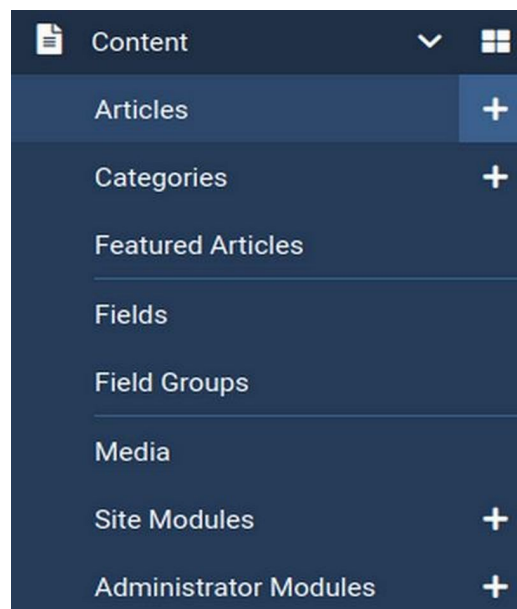 Content
Articles
Categories
Featured Articles
Fields
Field Groups
Media
Site Modules
Administrator Modules